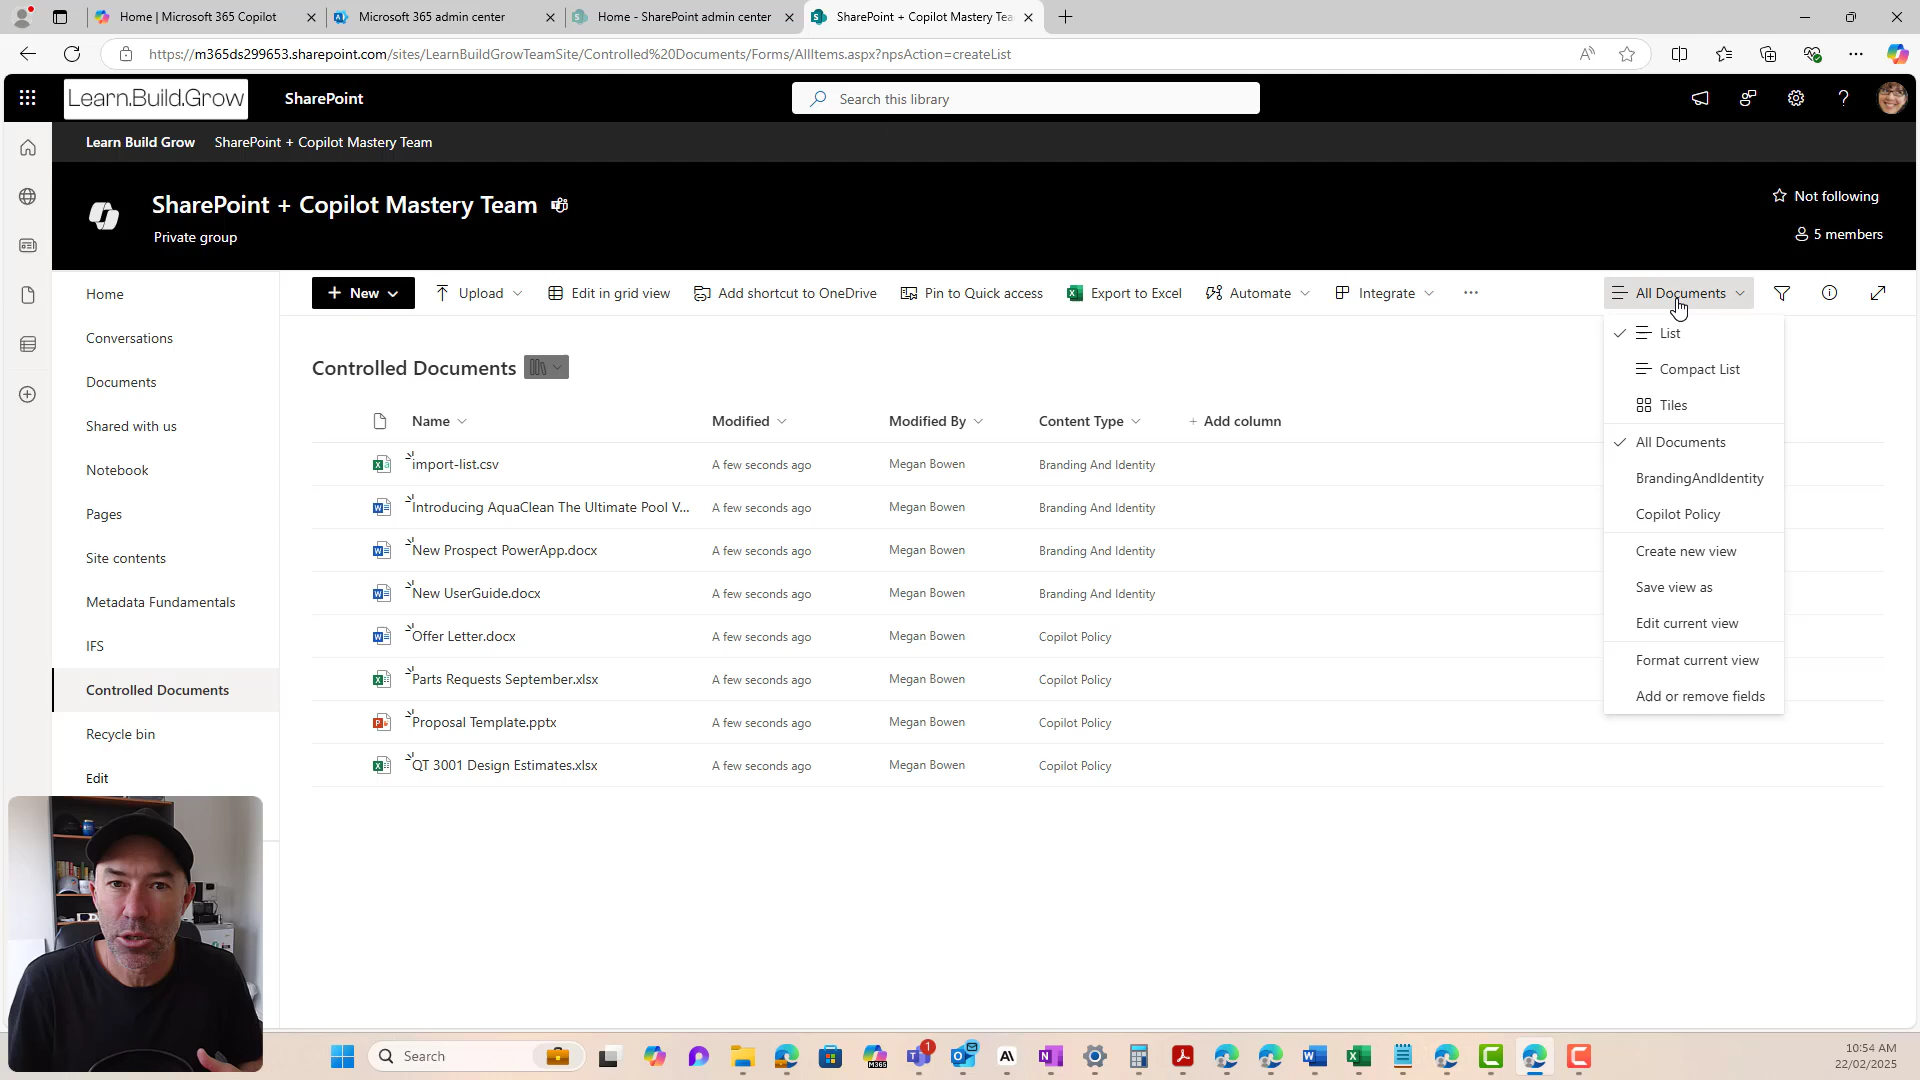 Home | Microsoft 365 Copilot
Microsoft 365 admin center
Home - SharePoint admin center
SharePoint + Copilot Mastery Tea
https://m365ds299653.sharepoint.com/sites/LearnBuildGrowTeamSite/Controlled%20Documents/Forms/AllItems.aspx?npsAction=createList
Learn.Build.Grow
SharePoint
Search this library
Learn Build Grow
SharePoint + Copilot Mastery Team
SharePoint + Copilot Mastery Team
Private group
Not following
5 members
Home
Conversations
Documents
Shared with us
Notebook
Pages
Site contents
Metadata Fundamentals
IFS
Controlled Documents
Recycle bin
Edit
+ New
Upload
Edit in grid view
Add shortcut to OneDrive
Pin to Quick access
Export to Excel
Automate
Integrate
...
All Documents
Controlled Documents
Name Modified Modified By Content Type + Add column
import-list.csv A few seconds ago Megan Bowen Branding And Identity
Introducing AquaClean The Ultimate Pool V... A few seconds ago Megan Bowen Branding And Identity
New Prospect PowerApp.docx A few seconds ago Megan Bowen Branding And Identity
New UserGuide.docx A few seconds ago Megan Bowen Branding And Identity
Offer Letter.docx A few seconds ago Megan Bowen Copilot Policy
Parts Requests September.xlsx A few seconds ago Megan Bowen Copilot Policy
Proposal Template.pptx A few seconds ago Megan Bowen Copilot Policy
QT 3001 Design Estimates.xlsx A few seconds ago Megan Bowen Copilot Policy
List
Compact List
Tiles
All Documents
BrandingAndIdentity
Copilot Policy
Create new view
Save view as
Edit current view
Format current view
Add or remove fields
Search
M365
1
10:54 AM
22/02/2025